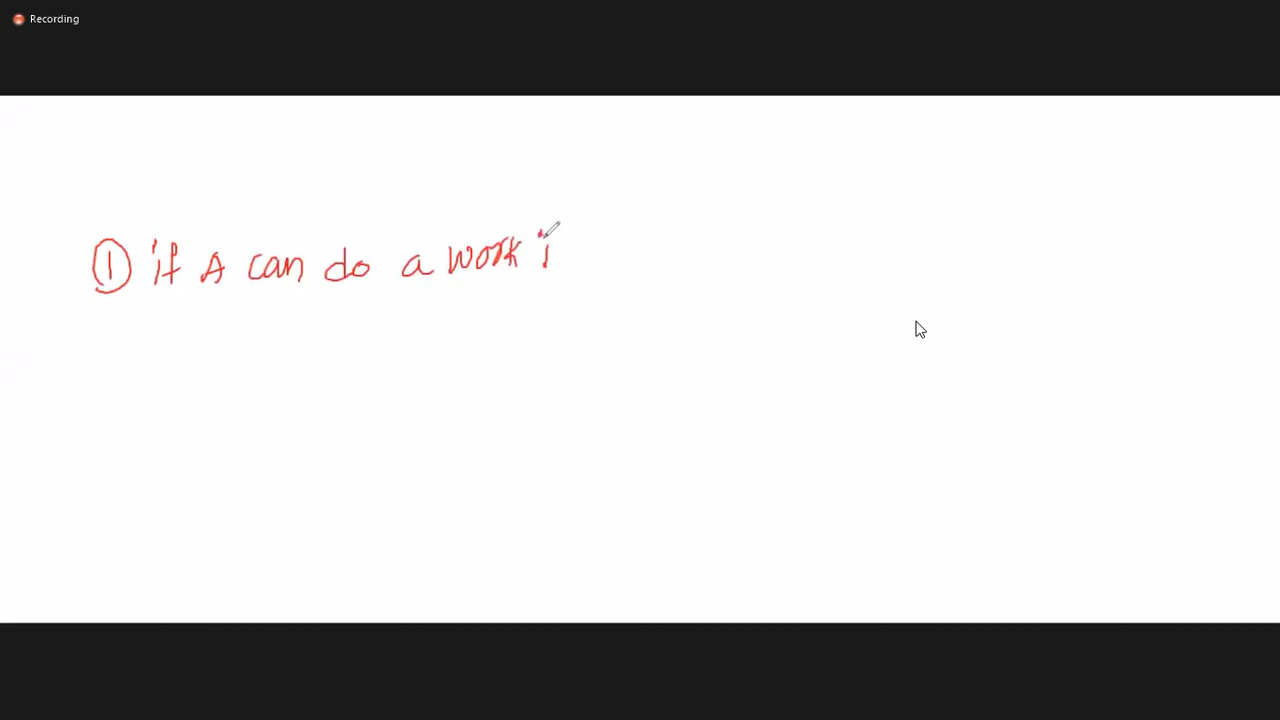 Recording
① if A can do a work i